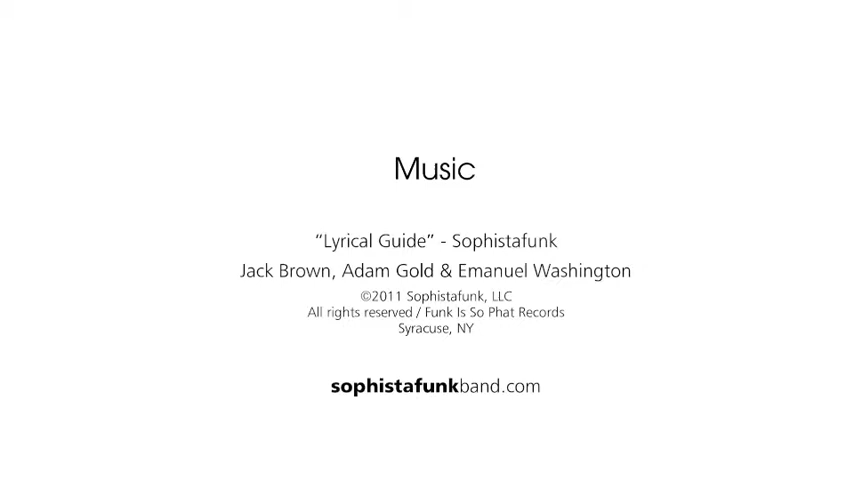 Music
“Lyrical Guide” - Sophistafunk
Jack Brown, Adam Gold & Emanuel Washington
©2011 Sophistafunk, LLC
All rights reserved / Funk Is So Phat Records
Syracuse, NY
sophistafunkband.com